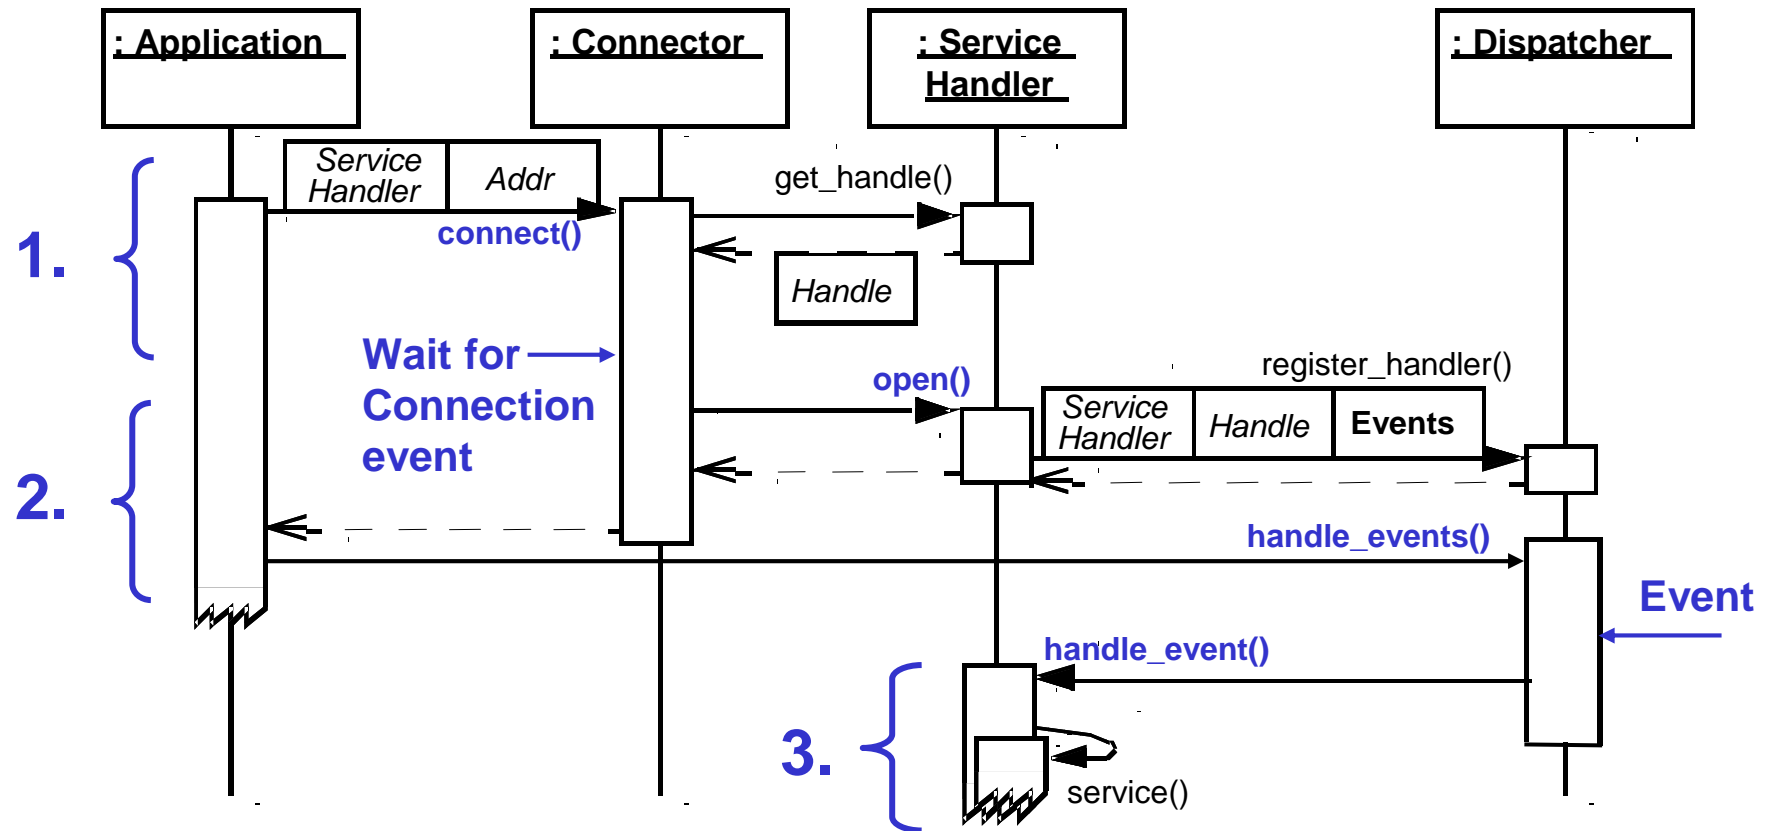 : Application
: Connector
: Service
Handler
: Dispatcher
Service
Handler
Addr
connect()
get_handle()
Handle
1.
Wait for
Connection
event
open()
register_handler()
Service
Handler
Handle
Events
2.
handle_events()
Event
handle_event()
3.
service()